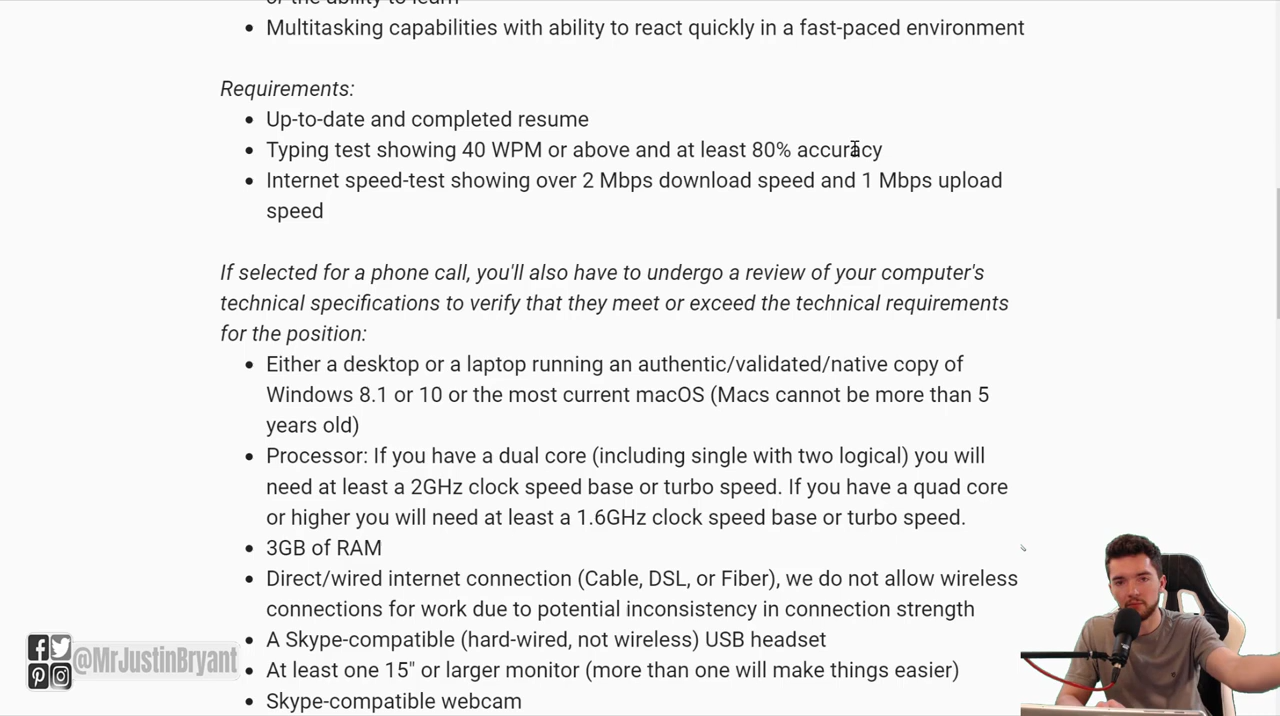 or the ability to learn
• Multitasking capabilities with ability to react quickly in a fast-paced environment
Requirements:
• Up-to-date and completed resume
• Typing test showing 40 WPM or above and at least 80% accuracy
• Internet speed-test showing over 2 Mbps download speed and 1 Mbps upload
speed
If selected for a phone call, you'll also have to undergo a review of your computer's
technical specifications to verify that they meet or exceed the technical requirements
for the position:
• Either a desktop or a laptop running an authentic/validated/native copy of
Windows 8.1 or 10 or the most current macOS (Macs cannot be more than 5
years old)
• Processor: If you have a dual core (including single with two logical) you will
need at least a 2GHz clock speed base or turbo speed. If you have a quad core
or higher you will need at least a 1.6GHz clock speed base or turbo speed.
• 3GB of RAM
• Direct/wired internet connection (Cable, DSL, or Fiber), we do not allow wireless
connections for work due to potential inconsistency in connection strength
• A Skype-compatible (hard-wired, not wireless) USB headset
• At least one 15" or larger monitor (more than one will make things easier)
• Skype-compatible webcam
@MrJustinBryant